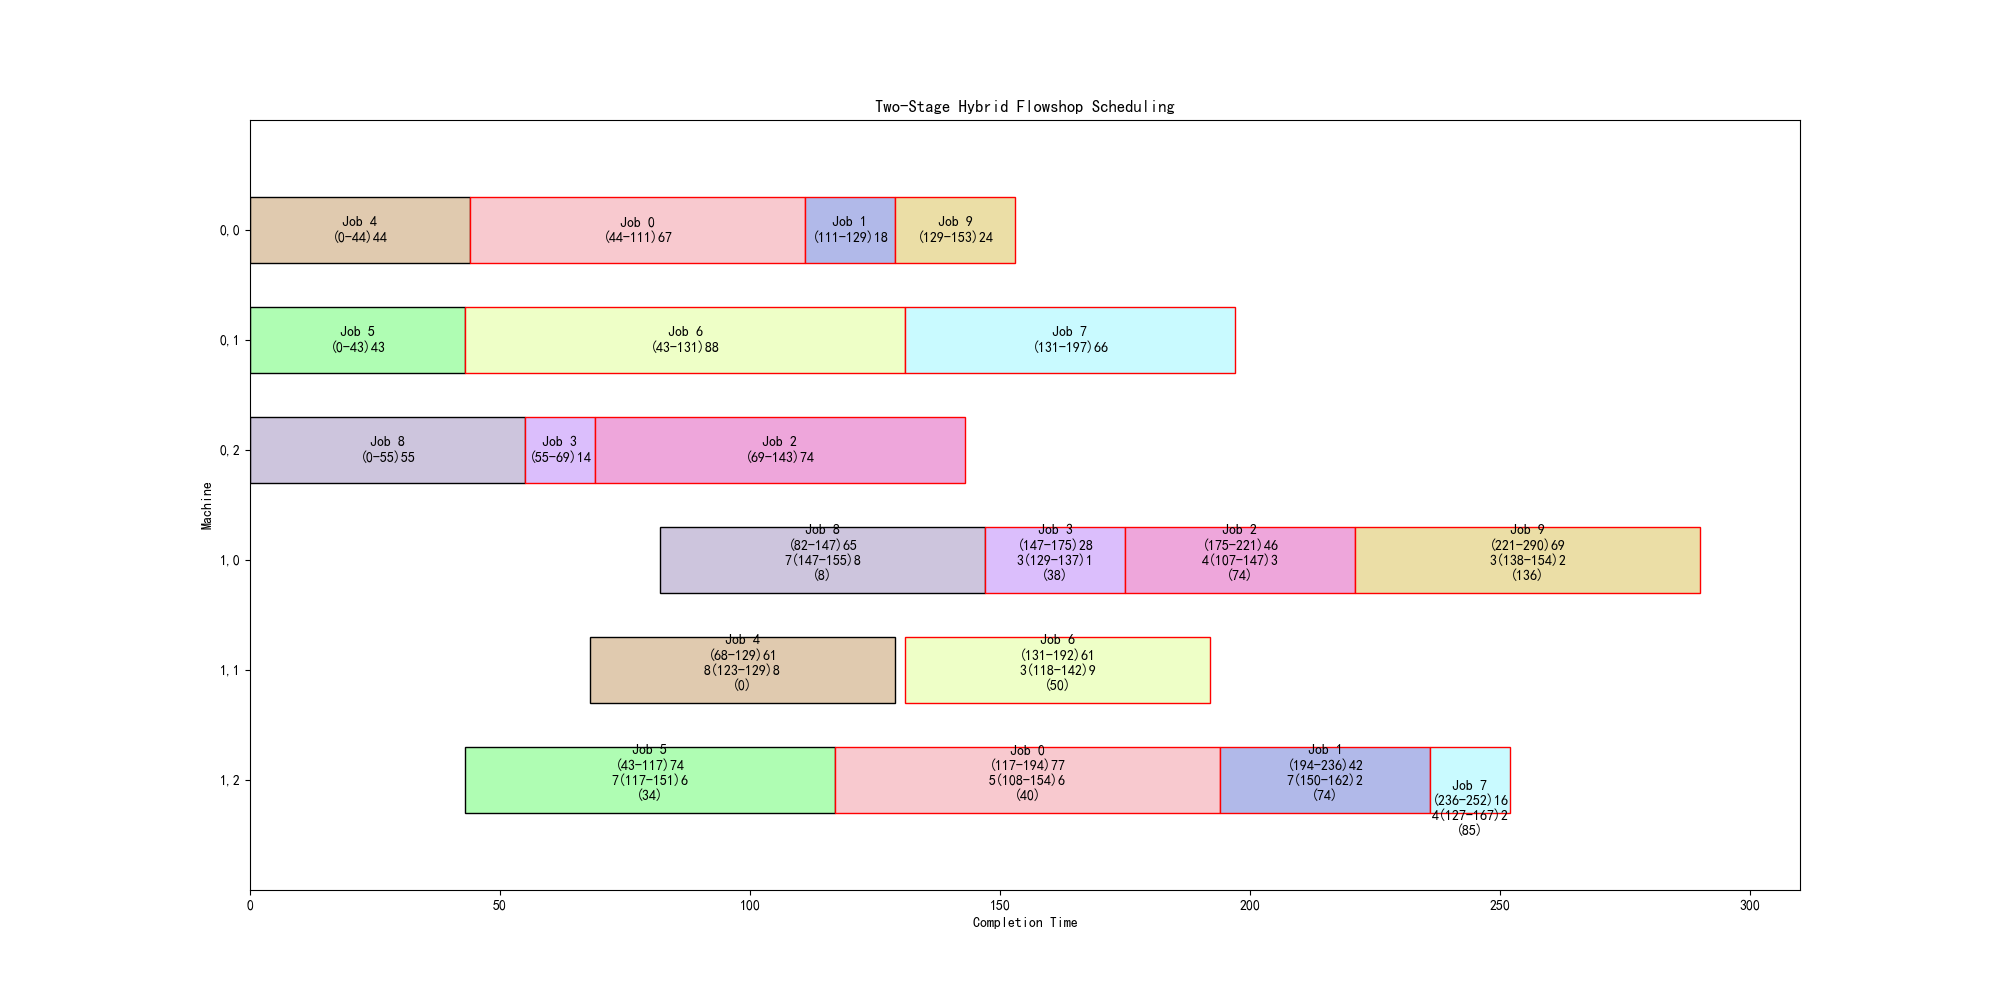 Two-Stage Hybrid Flowshop Scheduling
0,0
Job 4
(0-44)44
Job 0
(44-111)67
Job 1
(111-129)18
Job 9
(129-153)24
0,1
Job 5
(0-43)43
Job 6
(43-131)88
Job 7
(131-197)66
0,2
Job 8
(0-55)55
Job 3
(55-69)14
Job 2
(69-143)74
Machine
1,0
Job 8
(82-147)65
7(147-155)8
(8)
Job 3
(147-175)28
3(129-137)1
(38)
Job 2
(175-221)46
4(107-147)3
(74)
Job 9
(221-290)69
3(138-154)2
(136)
1,1
Job 4
(68-129)61
8(123-129)8
(0)
Job 6
(131-192)61
3(118-142)9
(50)
1,2
Job 5
(43-117)74
7(117-151)6
(34)
Job 0
(117-194)77
5(108-154)6
(40)
Job 1
(194-236)42
7(150-162)2
(74)
Job 7
(236-252)16
4(127-167)2
(85)
0
50
100
150
200
250
300
Completion Time